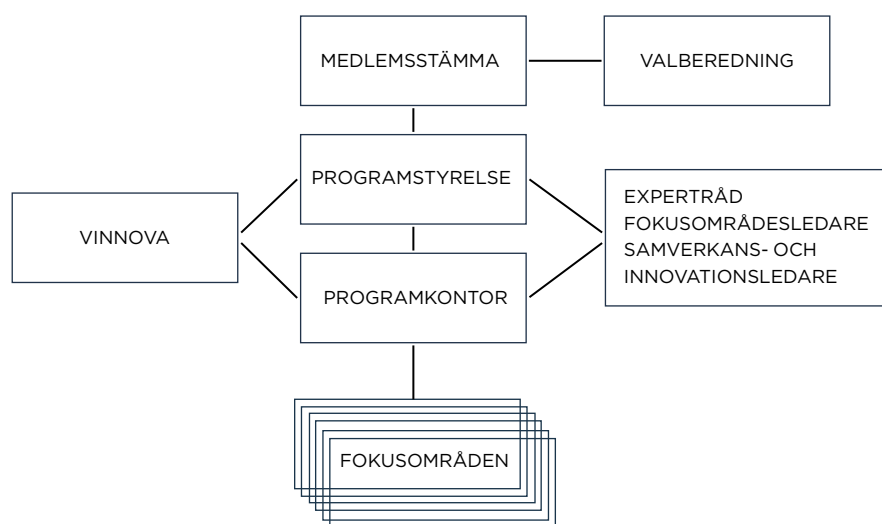 MEDLEMSSTÄMMA
VALBEREDNING
PROGRAMSTYRELSE
VINNOVA
EXPERTRÅD
FOKUSOMRÅDESLEDARE
SAMVERKANS- OCH
INNOVATIONSLEDARE
PROGRAMKONTOR
FOKUSOMRÅDEN